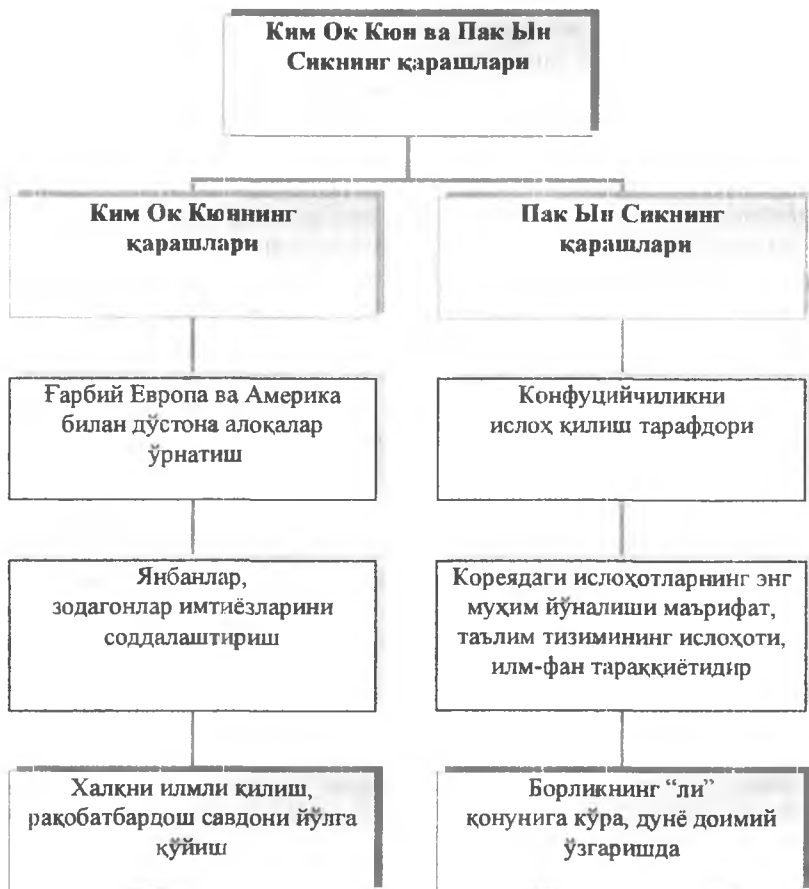 Ким Ок Кюн ва Пак Ын
Сикнинг қарашлари
Ким Ок Кюннинг
қарашлари
Пак Ын Сикнинг
қарашлари
Ғарбий Европа ва Америка
билан дўстона алоқалар
ўрнатиш
Конфуцийчиликни
ислоҳ қилиш тарафдори
Янбанлар,
зодагонлар имтиёзларини
соддалаштириш
Кореядаги ислоҳотларнинг энг
муҳим йўналиши маърифат,
таълим тизимининг ислоҳоти,
илм-фан тараққиётидир
Халқни илмли қилиш,
рақобатбардош савдони йўлга
қўйиш
Борлиқнинг “ли”
қонунига кўра, дунё доимий
ўзгаришда